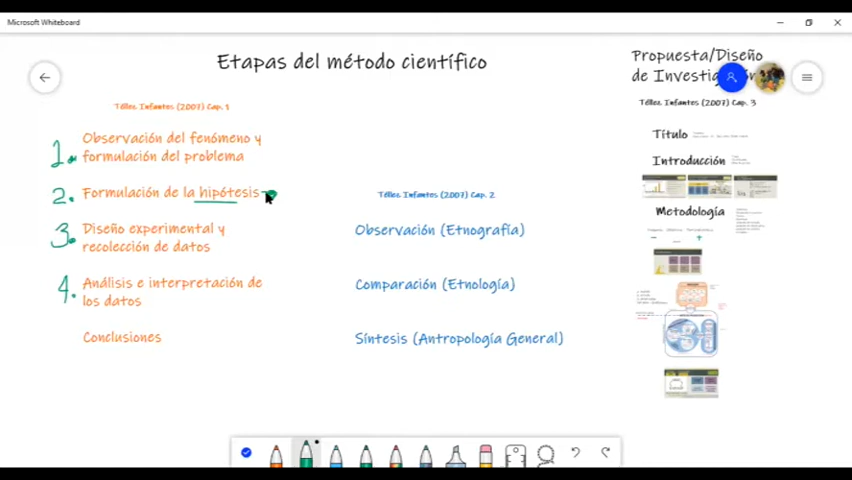 Microsoft Whiteboard
Etapas del método científico
Propuesta/Diseño
de Investigación
Téllez Infantes (2007) Cap. 1
Téllez Infantes (2007) Cap. 3
1. Observación del fenómeno y
formulación del problema
2. Formulación de la hipótesis
3. Diseño experimental y
recolección de datos
4. Análisis e interpretación de
los datos
Conclusiones
Téllez Infantes (2007) Cap. 2
Observación (Etnografía)
Comparación (Etnología)
Síntesis (Antropología General)
Título
Introducción
Metodología